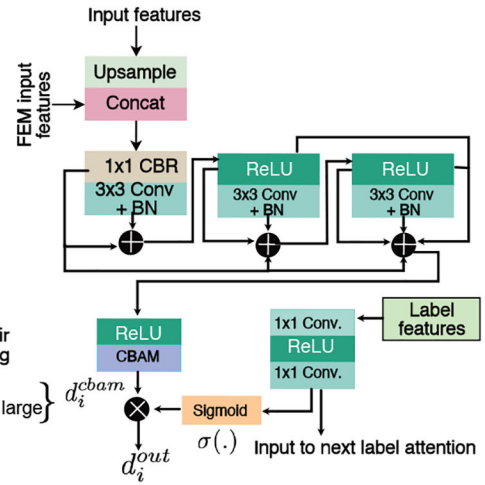 Input features
Upsample
Concat
FEM input
features
1x1 CBR
3x3 Conv
+ BN
ReLU
3x3 Conv
+ BN
ReLU
3x3 Conv
+ BN
ir
g
large
ReLU
CBAM
d_i^{cbam}
d_i^{out}
1x1 Conv.
ReLU
1x1 Conv.
Label
features
Sigmoid
σ(.)
Input to next label attention